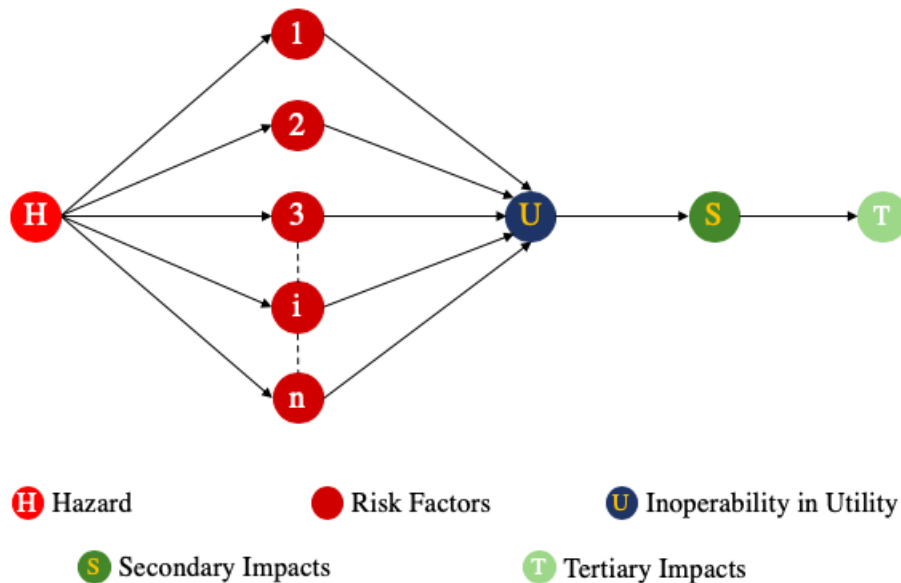 1
2
H 3 U S T
i
n
H Hazard Risk Factors U Inoperability in Utility
S Secondary Impacts T Tertiary Impacts